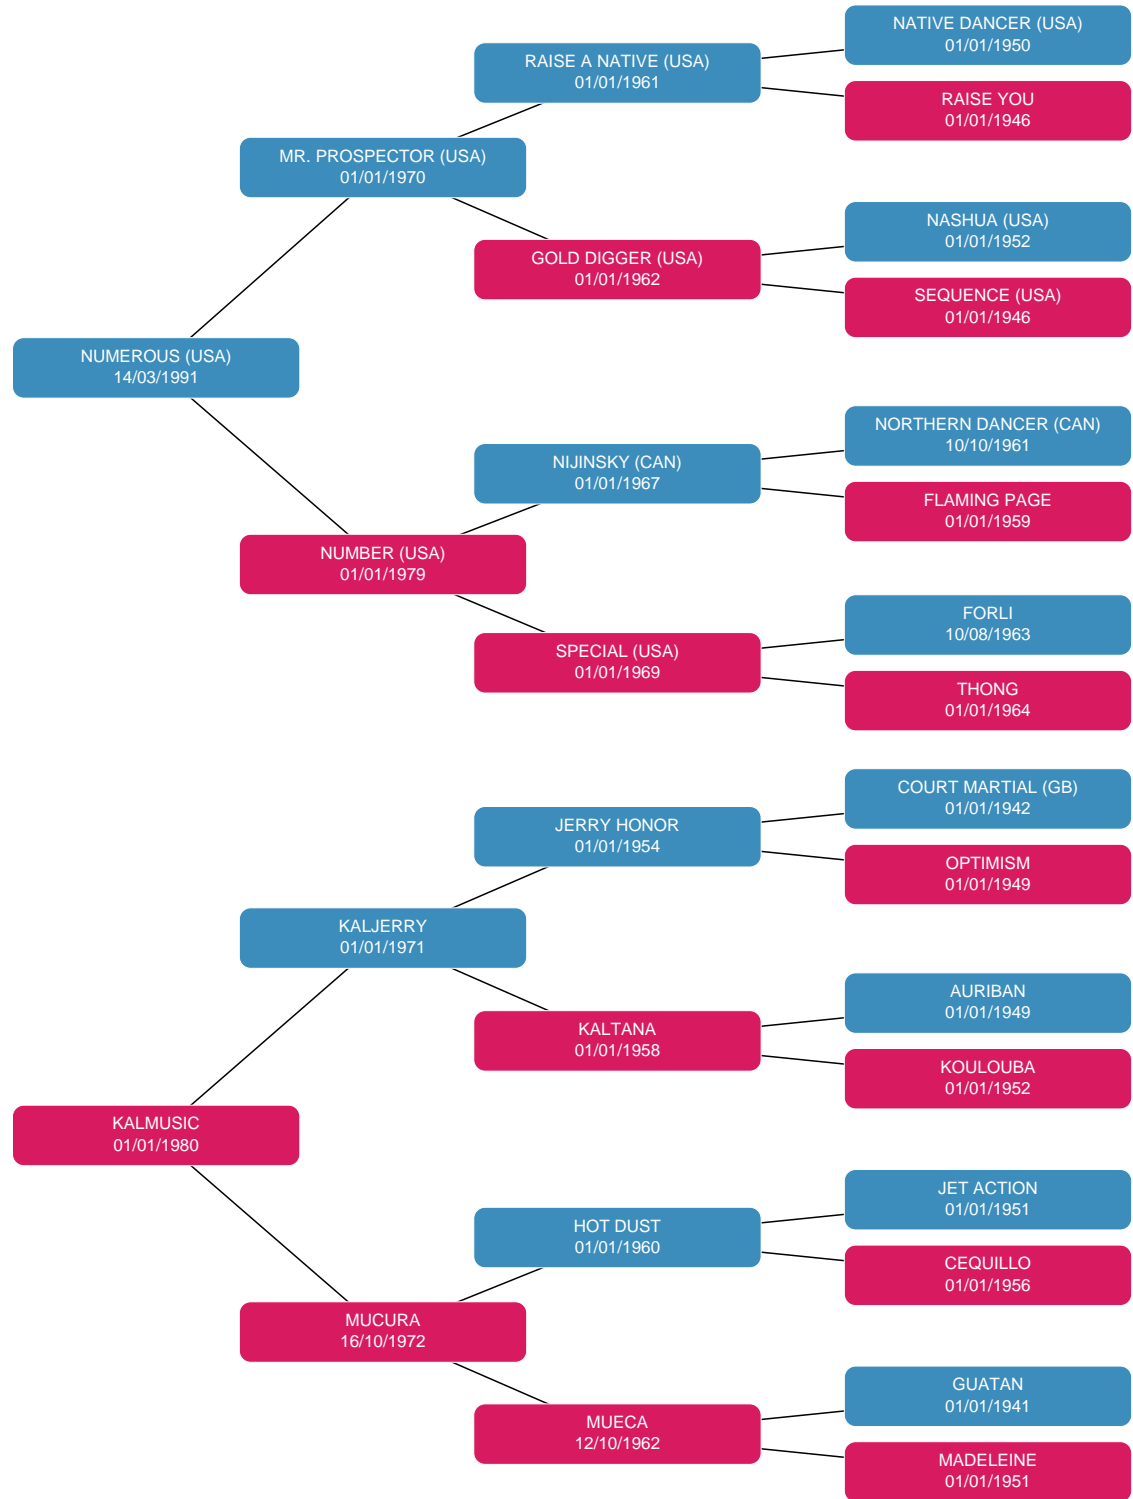 NATIVE DANCER (USA)
01/01/1950
RAISE A NATIVE (USA)
01/01/1961
RAISE YOU
01/01/1946
MR. PROSPECTOR (USA)
01/01/1970
NASHUA (USA)
01/01/1952
GOLD DIGGER (USA)
01/01/1962
SEQUENCE (USA)
01/01/1946
NUMEROUS (USA)
14/03/1991
NORTHERN DANCER (CAN)
10/10/1961
NIJINSKY (CAN)
01/01/1967
FLAMING PAGE
01/01/1959
NUMBER (USA)
01/01/1979
FORLI
10/08/1963
SPECIAL (USA)
01/01/1969
THONG
01/01/1964
COURT MARTIAL (GB)
01/01/1942
JERRY HONOR
01/01/1954
OPTIMISM
01/01/1949
KALJERRY
01/01/1971
AURIBAN
01/01/1949
KALTANA
01/01/1958
KOULOUBA
01/01/1952
KALMUSIC
01/01/1980
JET ACTION
01/01/1951
HOT DUST
01/01/1960
CEQUILLO
01/01/1956
MUCURA
16/10/1972
GUATAN
01/01/1941
MUECA
12/10/1962
MADELEINE
01/01/1951